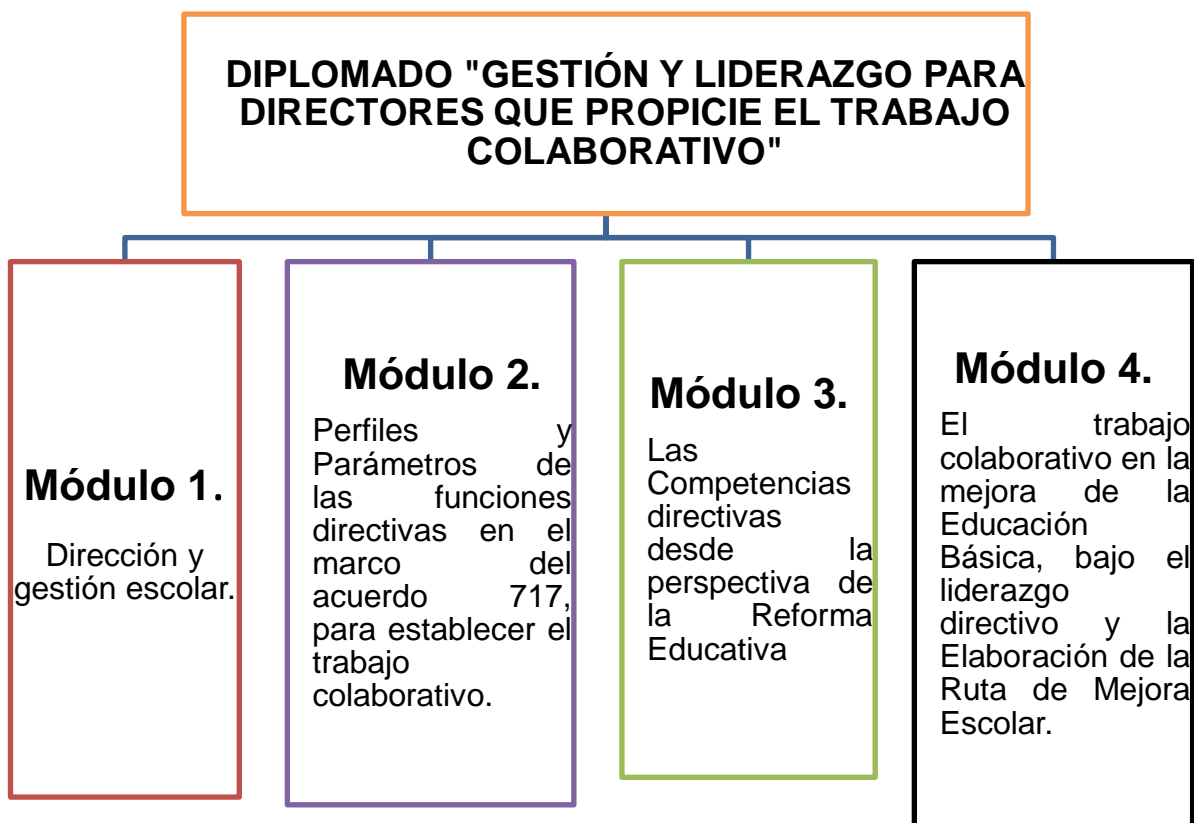 DIPLOMADO "GESTIÓN Y LIDERAZGO PARA
DIRECTORES QUE PROPICIE EL TRABAJO
COLABORATIVO"
Módulo 1.
Dirección y
gestión escolar.
Módulo 2.
Perfiles y
Parámetros de
las funciones
directivas en el
marco del
acuerdo 717,
para establecer el
trabajo
colaborativo.
Módulo 3.
Las
Competencias
directivas
desde la
perspectiva de
la Reforma
Educativa
Módulo 4.
El trabajo
colaborativo en la
mejora de la
Educación
Básica, bajo el
liderazgo
directivo y la
Elaboración de la
Ruta de Mejora
Escolar.